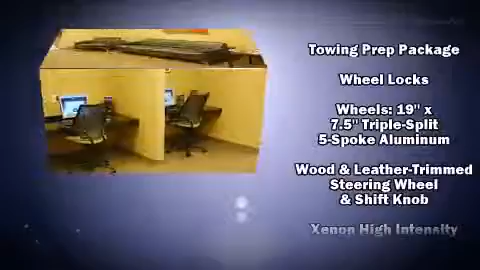 Towing Prep Package
Wheel Locks
Wheels: 19" x
7.5" Triple-Split
5-Spoke Aluminum
Wood & Leather-Trimmed
Steering Wheel
& Shift Knob
Xenon High Intensity